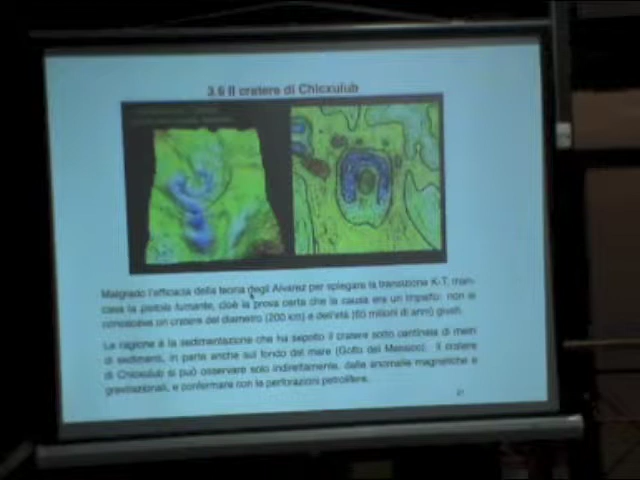 3.6 Il cratere di Chicxulub
Malgrado l'efficacia della teoria degli Alvarez per spiegare la transizione K-T, man-
cava la pistola fumante, cioè la prova certa che la causa era un impatto: non si
conosceva un cratere del diametro (200 km) e dell'età (60 milioni di anni) giusti.
La ragione è la sedimentazione che ha sepolto il cratere sotto centinaia di metri
di sedimenti, in parte anche sul fondo del mare (Golfo del Messico). Il cratere
di Chicxulub si può osservare solo indirettamente, dalle anomalie magnetiche e
gravitazionali, e confermare con le perforazioni petrolifere.